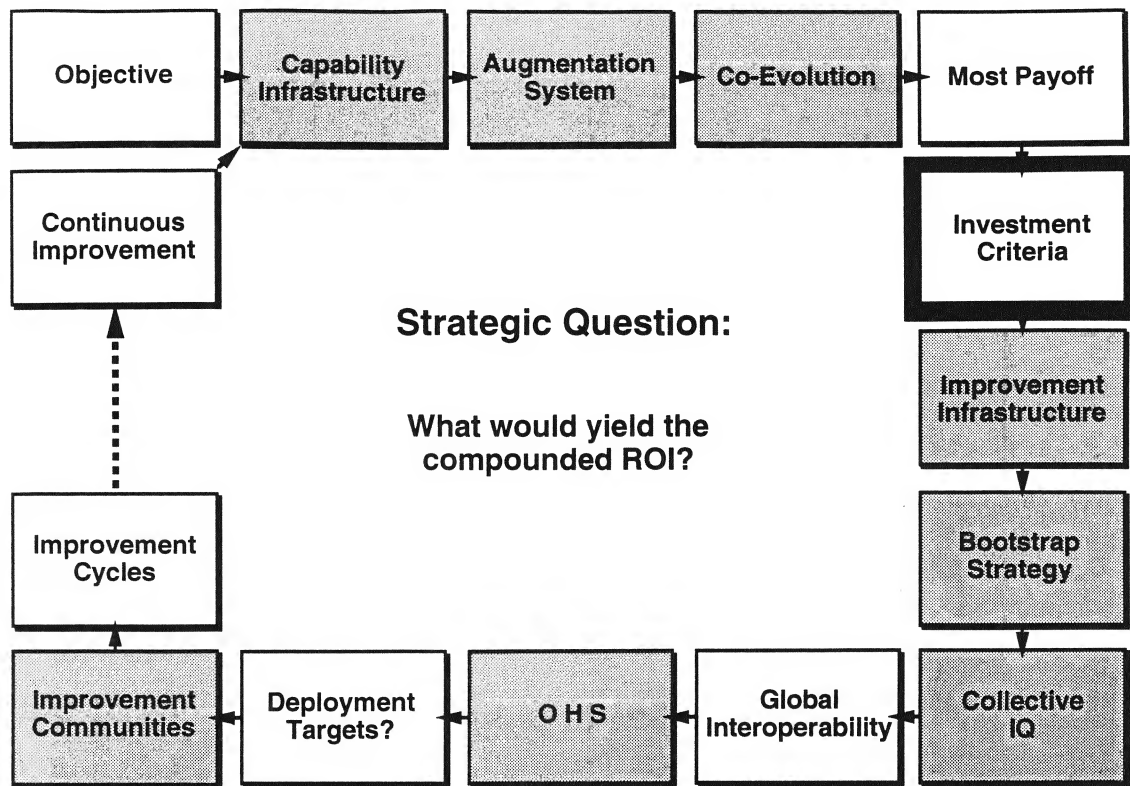 Objective
Capability
Infrastructure
Augmentation
System
Co-Evolution
Most Payoff
Continuous
Improvement
Investment
Criteria
Strategic Question:
What would yield the
compounded ROI?
Improvement
Infrastructure
Improvement
Cycles
Bootstrap
Strategy
Improvement
Communities
Deployment
Targets?
O H S
Global
Interoperability
Collective
IQ